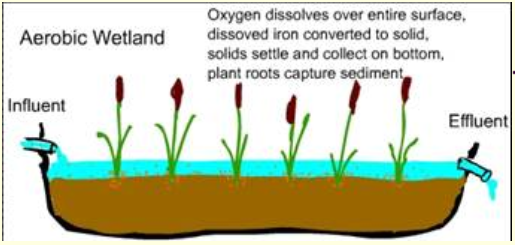 Aerobic Wetland
Oxygen dissolves over entire surface,
dissoved iron converted to solid,
solids settle and collect on bottom,
plant roots capture sediment
Influent
Effluent